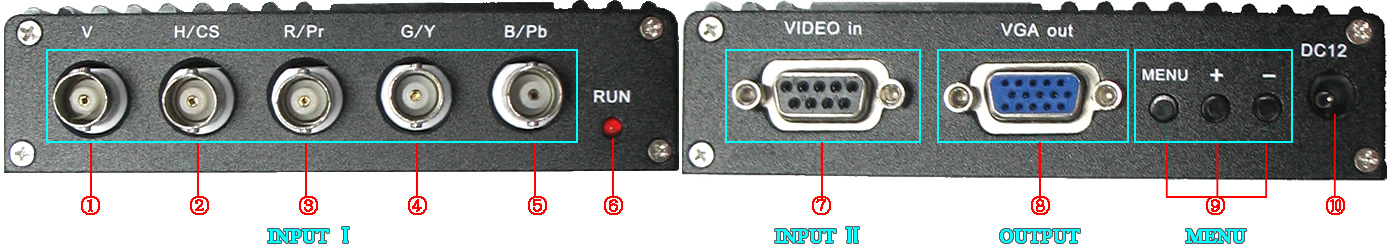 V H/CS R/Pr G/Y B/Pb
RUN
① ② ③ ④ ⑤ ⑥
INPUT Ⅰ
VIDEO in VGA out
DC12
MENU + −
⑦ ⑧ ⑨ ⑩
INPUT Ⅱ OUTPUT MENU